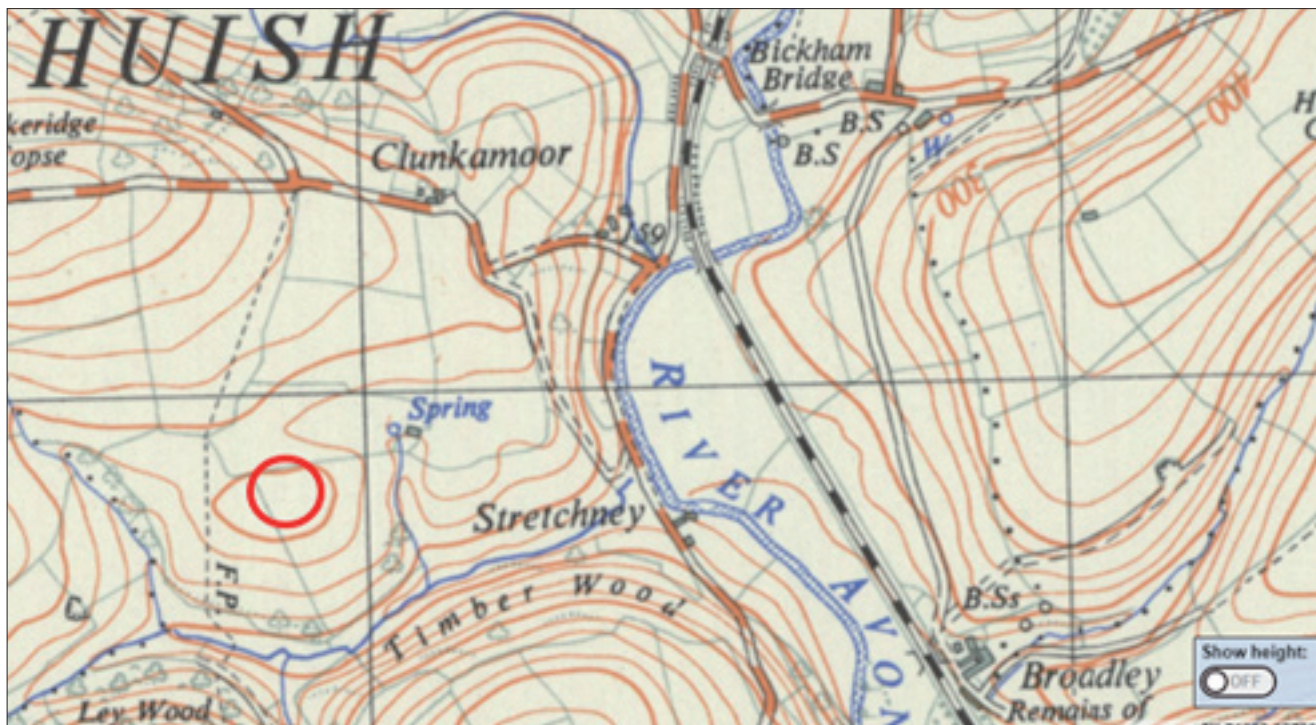 HUISH
keridge
opse
Clunkamoor
59
Bickham
Bridge
B.S
B.S
W
400
300
H
Spring
RIVER AVON
Stretchney
F.P.
Timber Wood
Ley Wood
B.Ss
Broadley
Remains of
Show height:
OFF